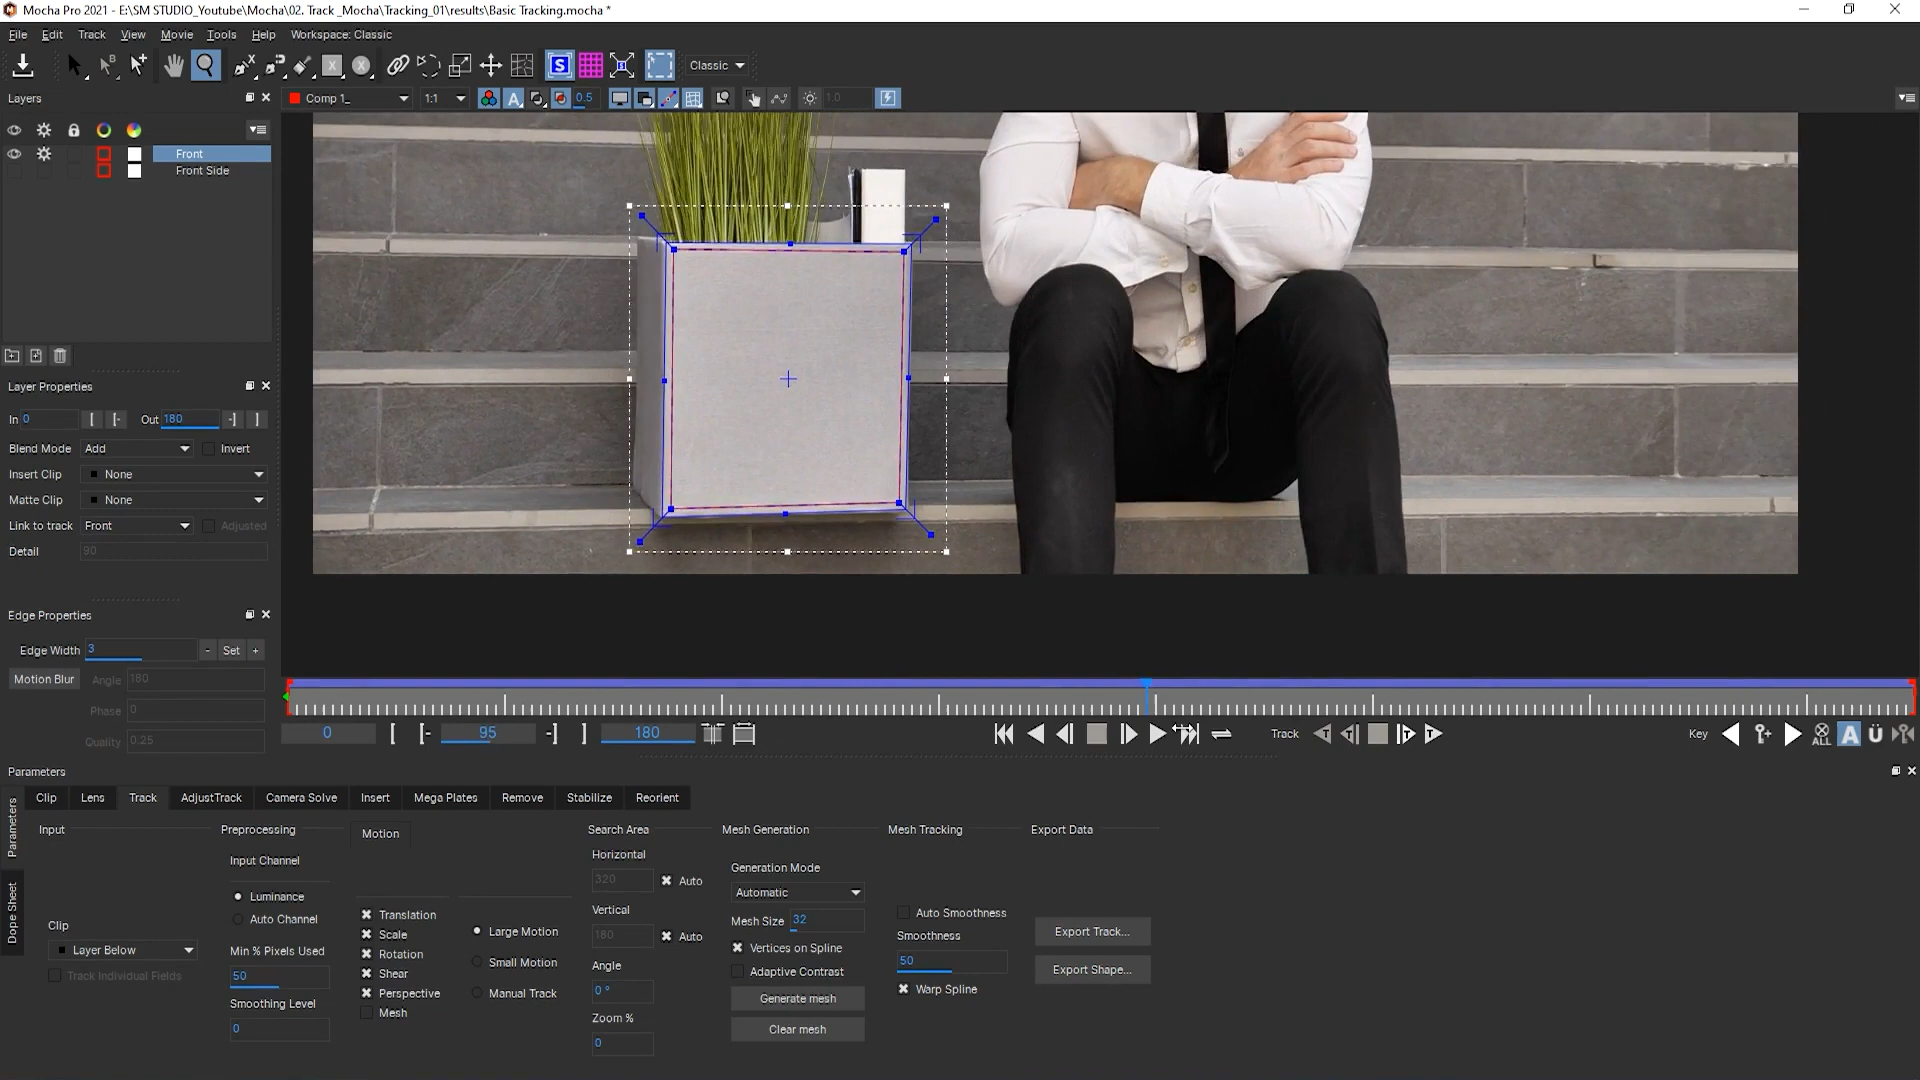 Mocha Pro 2021 - E:\SM STUDIO_Youtube\Mocha\02. Track _Mocha\Tracking_01\results\Basic Tracking.mocha *
File Edit Track View Movie Tools Help Workspace: Classic
Classic
Layers
Comp 1_ 1:1 A 0.5 1.0
Front
Front Side
Layer Properties
In 0 [ [- Out 180 -] ]
Blend Mode Add Invert
Insert Clip None
Matte Clip None
Link to track Front Adjusted
Detail 90
Edge Properties
Edge Width 3 - Set +
Motion Blur Angle 180
Phase 0
Quality 0.25
0 [ [- 95 -] ] 180 Track Key ALL A Ü
Parameters
Parameters
Dope Sheet
Clip Lens Track AdjustTrack Camera Solve Insert Mega Plates Remove Stabilize Reorient
Input
Clip
Layer Below
Track Individual Fields
Preprocessing
Input Channel
Luminance
Auto Channel
Min % Pixels Used
50
Smoothing Level
0
Motion
Translation
Scale
Rotation
Shear
Perspective
Mesh
Large Motion
Small Motion
Manual Track
Search Area
Horizontal
320 Auto
Vertical
180 Auto
Angle
0 °
Zoom %
0
Mesh Generation
Generation Mode
Automatic
Mesh Size 32
Vertices on Spline
Adaptive Contrast
Generate mesh
Clear mesh
Mesh Tracking
Auto Smoothness
Smoothness
50
Warp Spline
Export Data
Export Track...
Export Shape...